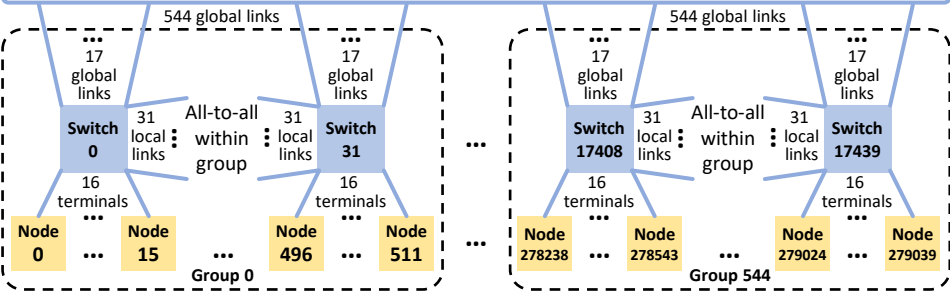 544 global links
544 global links
...
17
global
links
...
17
global
links
...
17
global
links
...
17
global
links
Switch
0
31
local
links
All-to-all
within
group
31
local
links
Switch
31
...
Switch
17408
31
local
links
All-to-all
within
group
31
local
links
Switch
17439
16
terminals
...
16
terminals
...
16
terminals
...
16
terminals
...
Node
0
...
Node
15
...
Node
496
...
Node
511
...
Node
278238
...
Node
278543
...
Node
279024
...
Node
279039
Group 0
Group 544